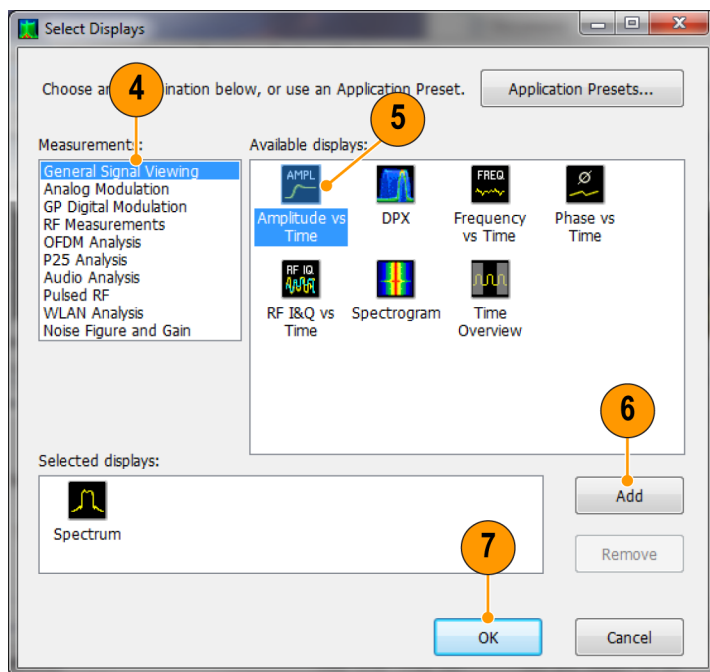 Select Displays
Choose an ination below, or use an Application Preset.
Application Presets...
4
5
Measurements:
General Signal Viewing
Analog Modulation
GP Digital Modulation
RF Measurements
OFDM Analysis
P25 Analysis
Audio Analysis
Pulsed RF
WLAN Analysis
Noise Figure and Gain
Available displays:
AMPL
Amplitude vs
Time
DPX
FREQ
Frequency
vs Time
Ø
Phase vs
Time
RF IQ
RF I&Q vs
Time
Spectrogram
Time
Overview
6
Selected displays:
Spectrum
Add
Remove
7
OK
Cancel